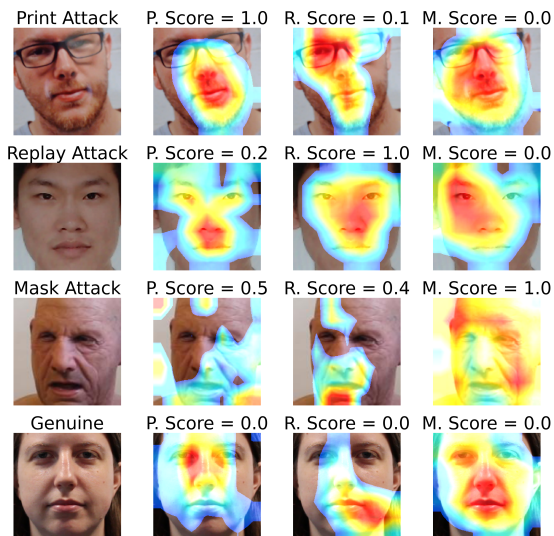 Print Attack P. Score = 1.0 R. Score = 0.1 M. Score = 0.0
Replay Attack P. Score = 0.2 R. Score = 1.0 M. Score = 0.0
Mask Attack P. Score = 0.5 R. Score = 0.4 M. Score = 1.0
Genuine P. Score = 0.0 R. Score = 0.0 M. Score = 0.0